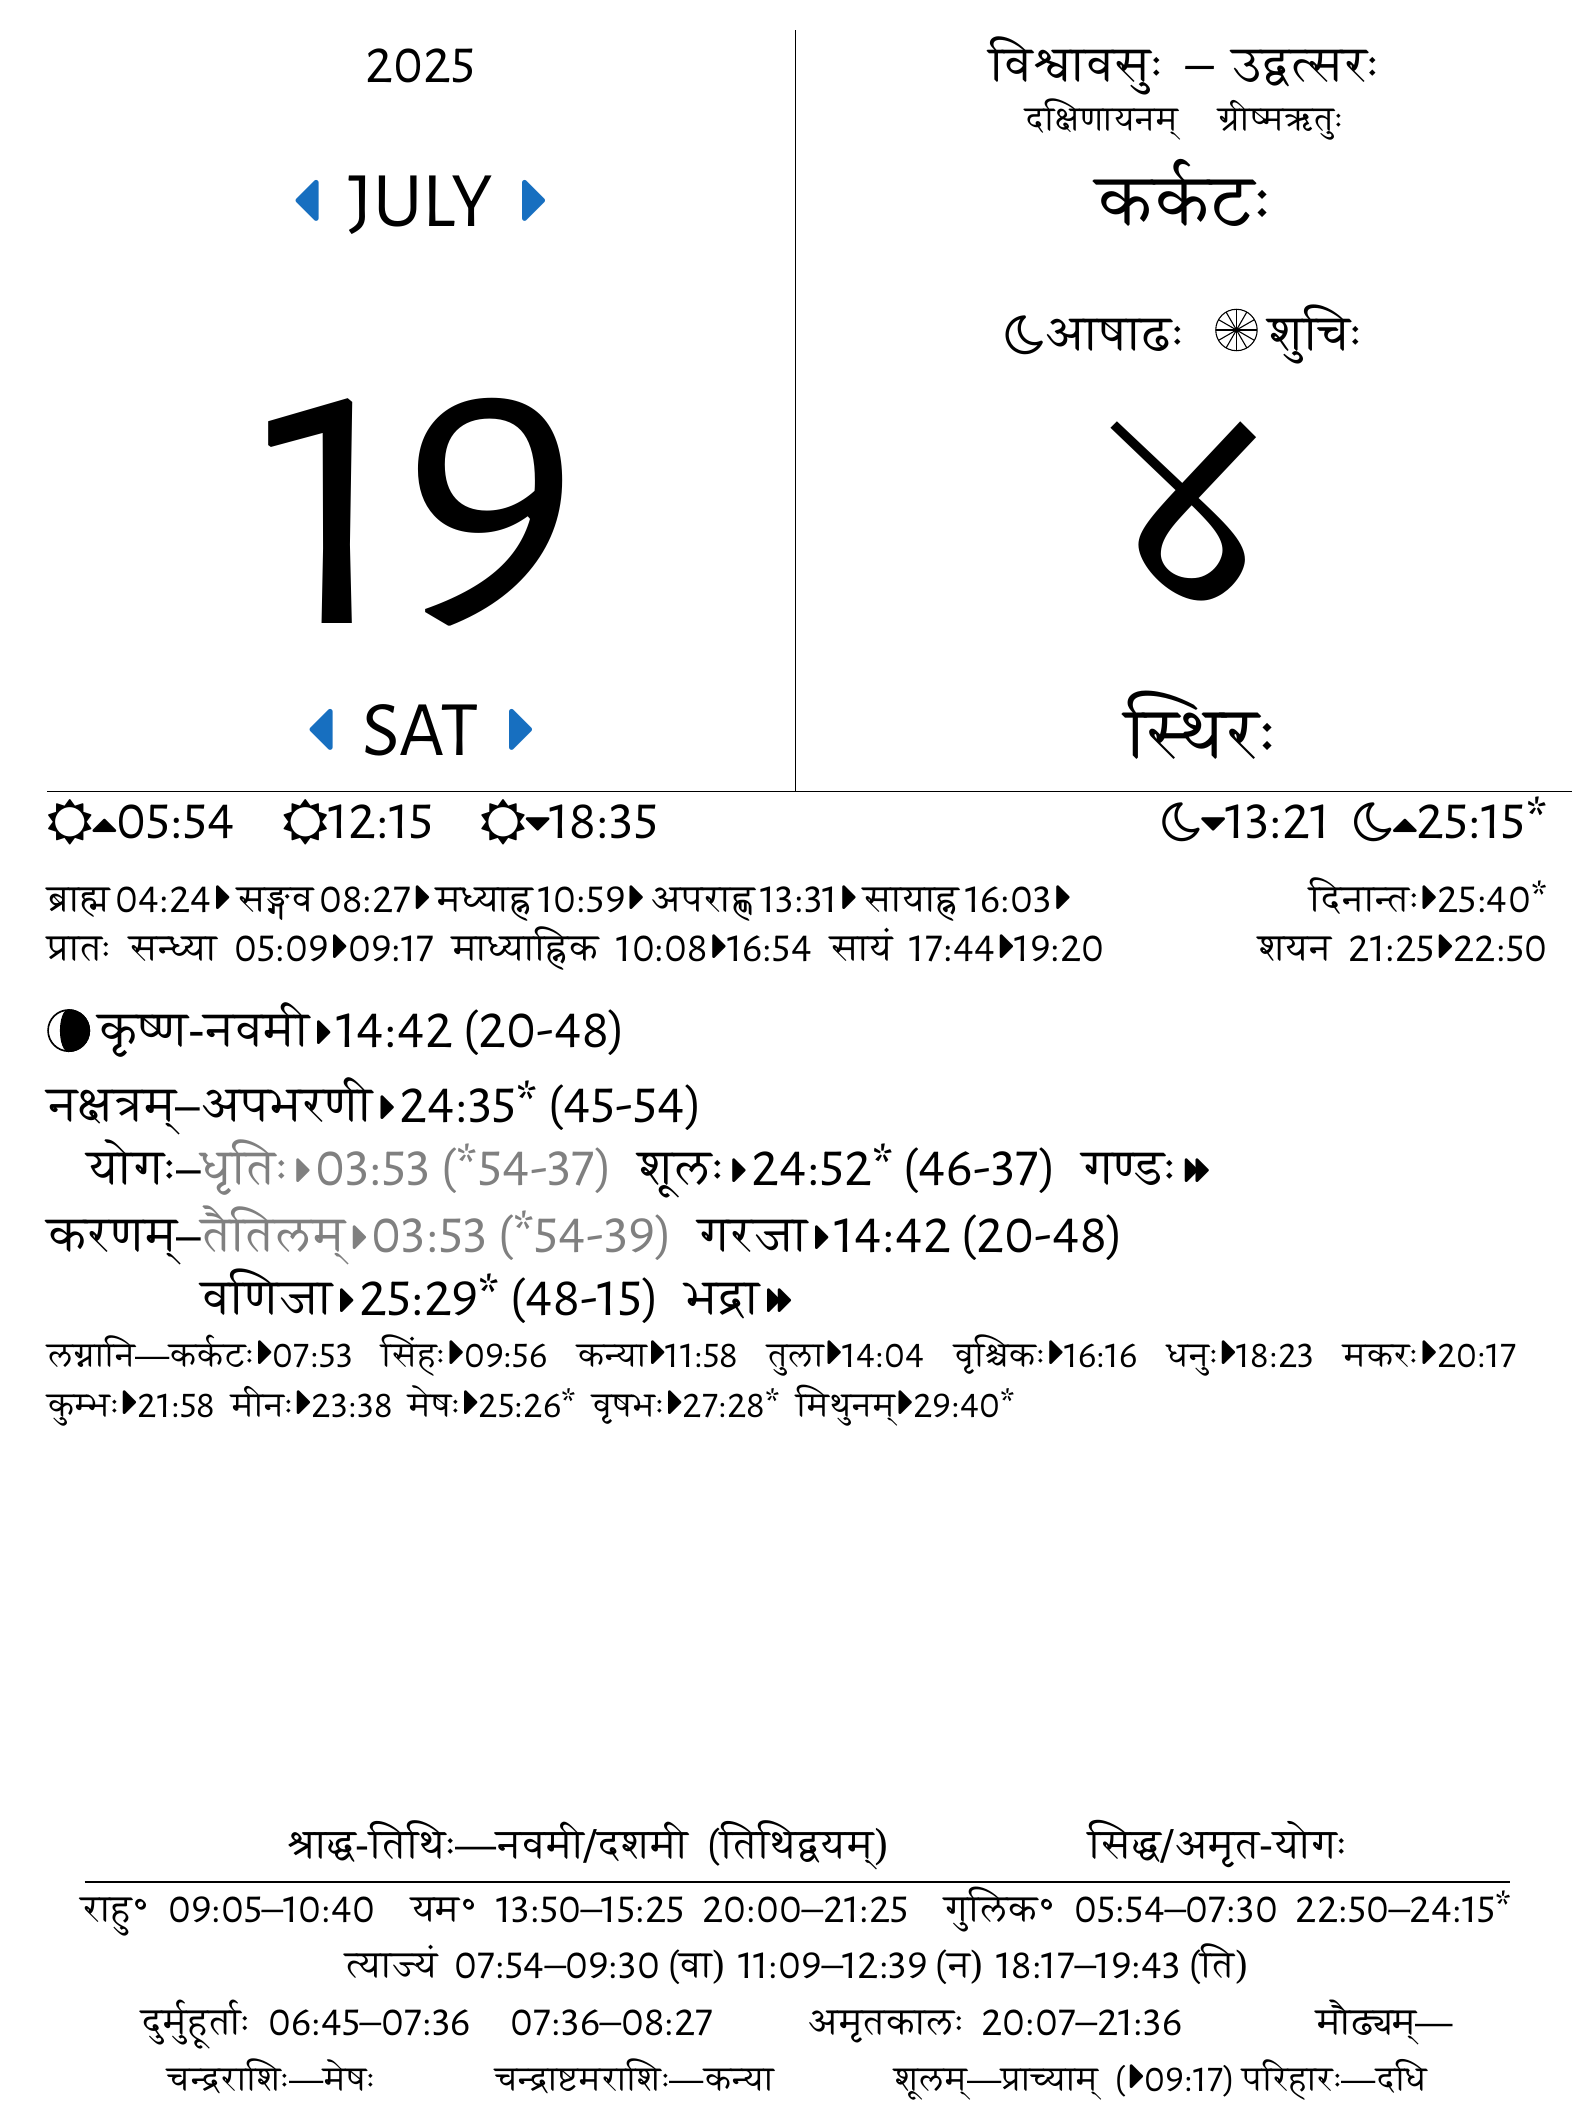 2025
JULY
19
SAT
विश्वावसुः – उद्वत्सरः
दक्षिणायनम् ग्रीष्मऋतुः
कर्कटः
आषाढः शुचिः
४
स्थिरः
05:54 12:15 18:35 13:21 25:15*
ब्राह्म 04:24 सङ्गव 08:27 मध्याह्न 10:59 अपराह्ण 13:31 सायाह्न 16:03 दिनान्तः 25:40*
प्रातः सन्ध्या 05:09 09:17 माध्याह्निक 10:08 16:54 सायं 17:44 19:20 शयन 21:25 22:50
कृष्ण-नवमी 14:42 (20-48)
नक्षत्रम्–अपभरणी 24:35* (45-54)
योगः–धृतिः 03:53 (*54-37) शूलः 24:52* (46-37) गण्डः
करणम्–तैतिलम् 03:53 (*54-39) गरजा 14:42 (20-48)
वणिजा 25:29* (48-15) भद्रा
लग्नानि—कर्कटः 07:53 सिंहः 09:56 कन्या 11:58 तुला 14:04 वृश्चिकः 16:16 धनुः 18:23 मकरः 20:17
कुम्भः 21:58 मीनः 23:38 मेषः 25:26* वृषभः 27:28* मिथुनम् 29:40*
श्राद्ध-तिथिः—नवमी/दशमी (तिथिद्वयम्) सिद्ध/अमृत-योगः
राहु॰ 09:05–10:40 यम॰ 13:50–15:25 20:00–21:25 गुलिक॰ 05:54–07:30 22:50–24:15*
त्याज्यं 07:54–09:30 (वा) 11:09–12:39 (न) 18:17–19:43 (ति)
दुर्मुहूर्ताः 06:45–07:36 07:36–08:27 अमृतकालः 20:07–21:36 मौढ्यम्—
चन्द्रराशिः—मेषः चन्द्राष्टमराशिः—कन्या शूलम्—प्राच्याम् (09:17) परिहारः—दधि